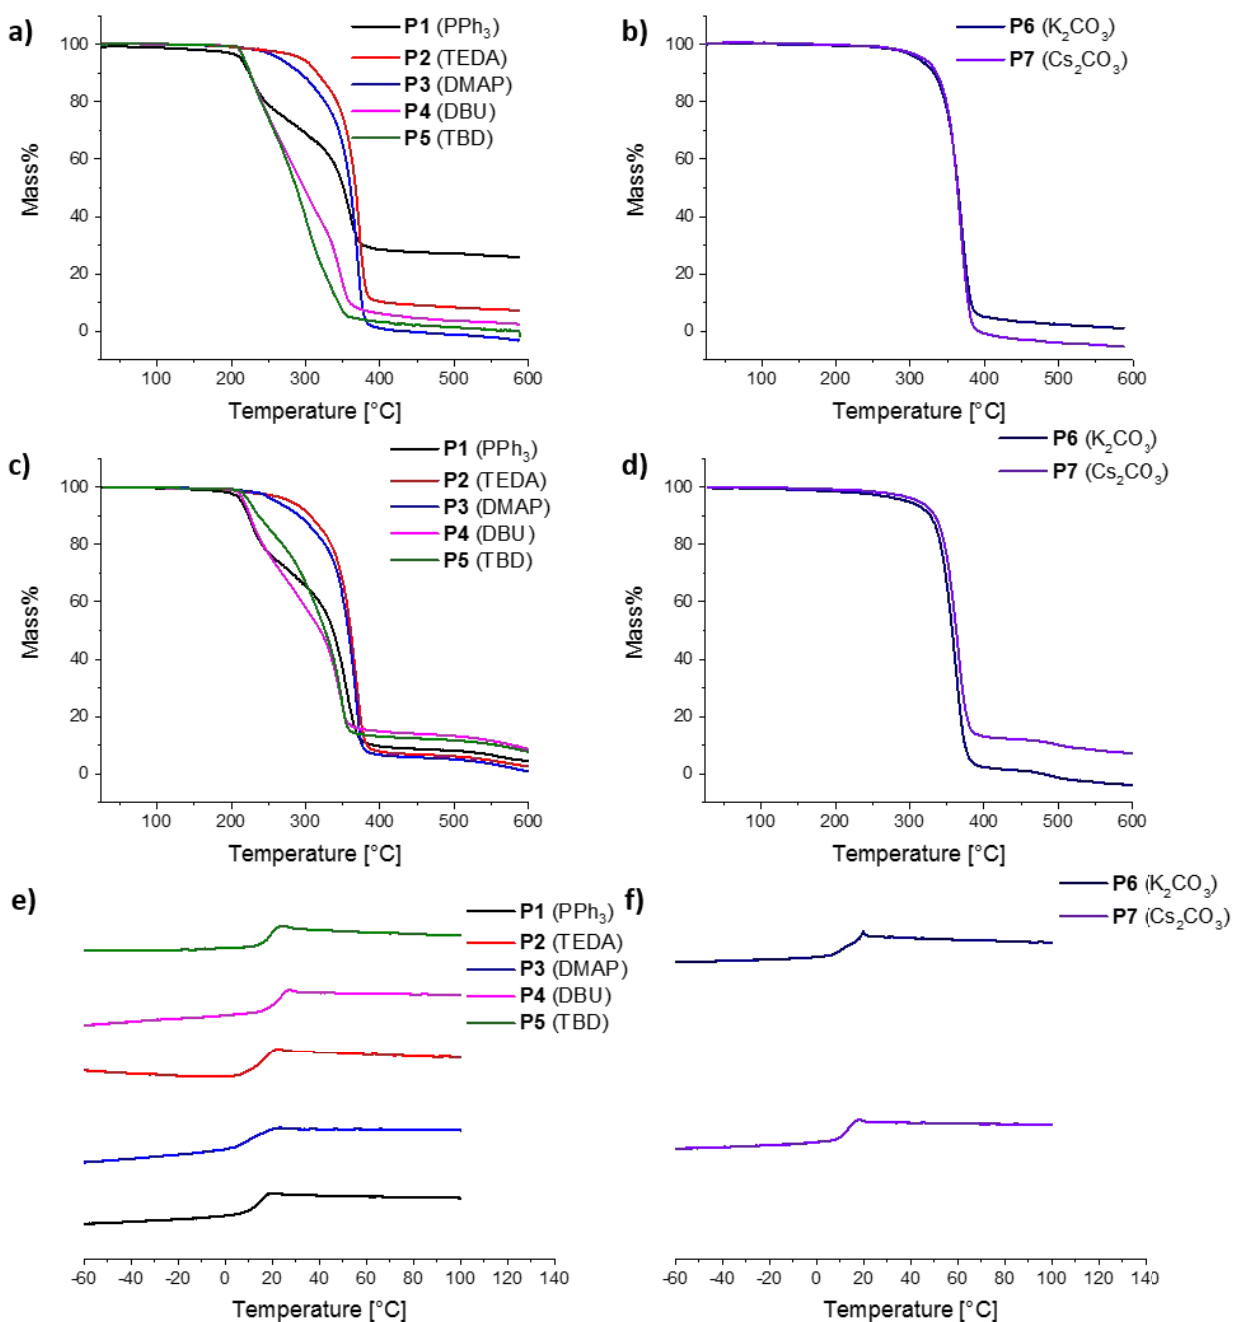 a)
P1 (PPh₃)
P2 (TEDA)
P3 (DMAP)
P4 (DBU)
P5 (TBD)
100
80
60
40
20
0
Mass%
100 200 300 400 500 600
Temperature [°C]
b)
P6 (K₂CO₃)
P7 (Cs₂CO₃)
100
80
60
40
20
0
Mass%
100 200 300 400 500 600
Temperature [°C]
c)
P1 (PPh₃)
P2 (TEDA)
P3 (DMAP)
P4 (DBU)
P5 (TBD)
100
80
60
40
20
0
Mass%
100 200 300 400 500 600
Temperature [°C]
d)
P6 (K₂CO₃)
P7 (Cs₂CO₃)
100
80
60
40
20
0
Mass%
100 200 300 400 500 600
Temperature [°C]
e)
P1 (PPh₃)
P2 (TEDA)
P3 (DMAP)
P4 (DBU)
P5 (TBD)
-60 -40 -20 0 20 40 60 80 100 120 140
Temperature [°C]
f)
P6 (K₂CO₃)
P7 (Cs₂CO₃)
-60 -40 -20 0 20 40 60 80 100 120 140
Temperature [°C]